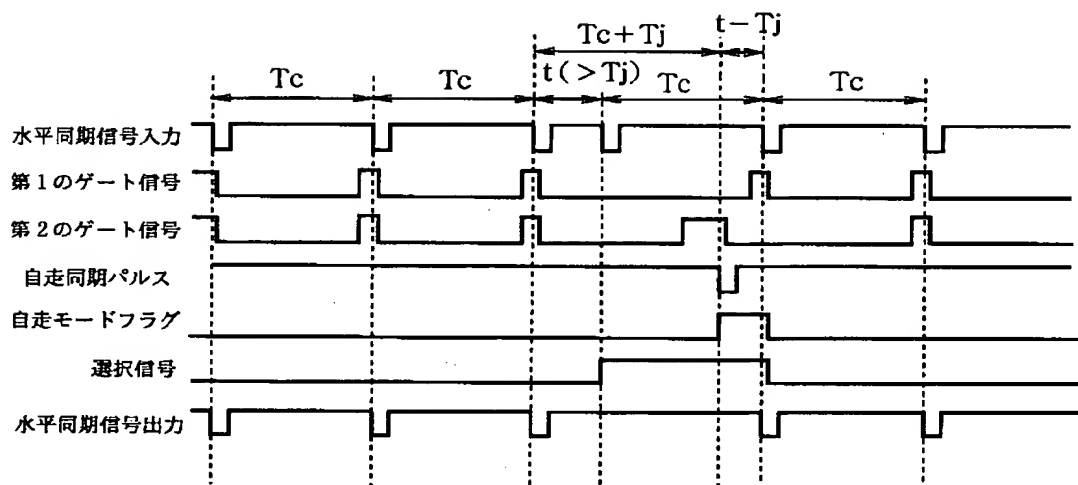 t－Tj
Tc＋Tj
t（＞Tj）
Tc
Tc
Tc
Tc
水平同期信号入力
第1のゲート信号
第2のゲート信号
自走同期パルス
自走モードフラグ
選択信号
水平同期信号出力